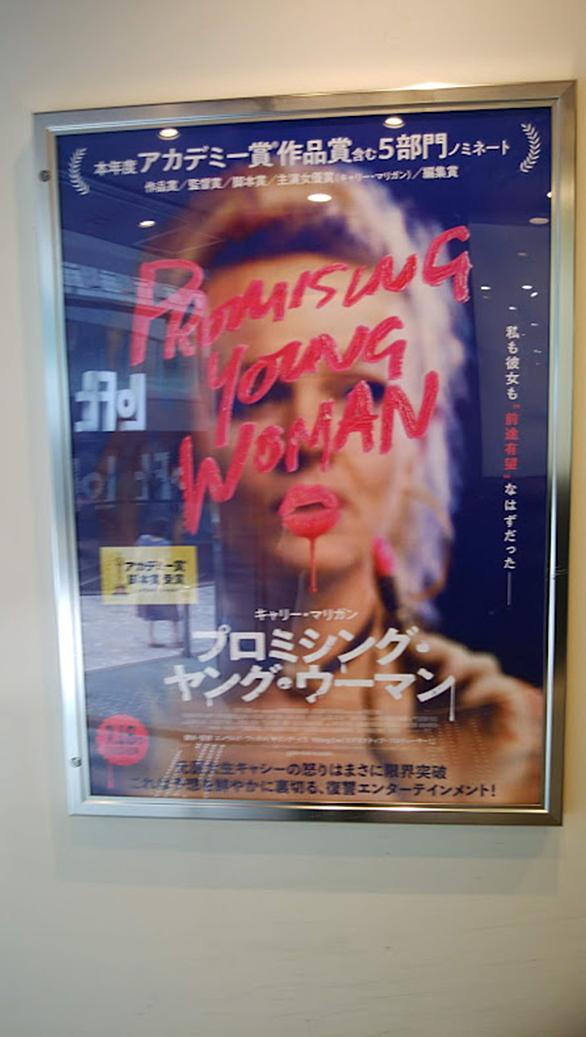 本年度アカデミー賞®作品賞含む5部門ノミネート
作品賞/監督賞/脚本賞/主演女優賞(キャリー・マリガン)/編集賞
PROMISING
YOUNG
WOMAN
私も彼女も"前途有望"なはずだった——
Loft
アカデミー賞®
脚本賞受賞
キャリー・マリガン
プロミシング・
ヤング・ウーマン
7.16
元医大生キャシーの怒りはまさに限界突破
これは予想を鮮やかに裏切る、復讐エンターテインメント!